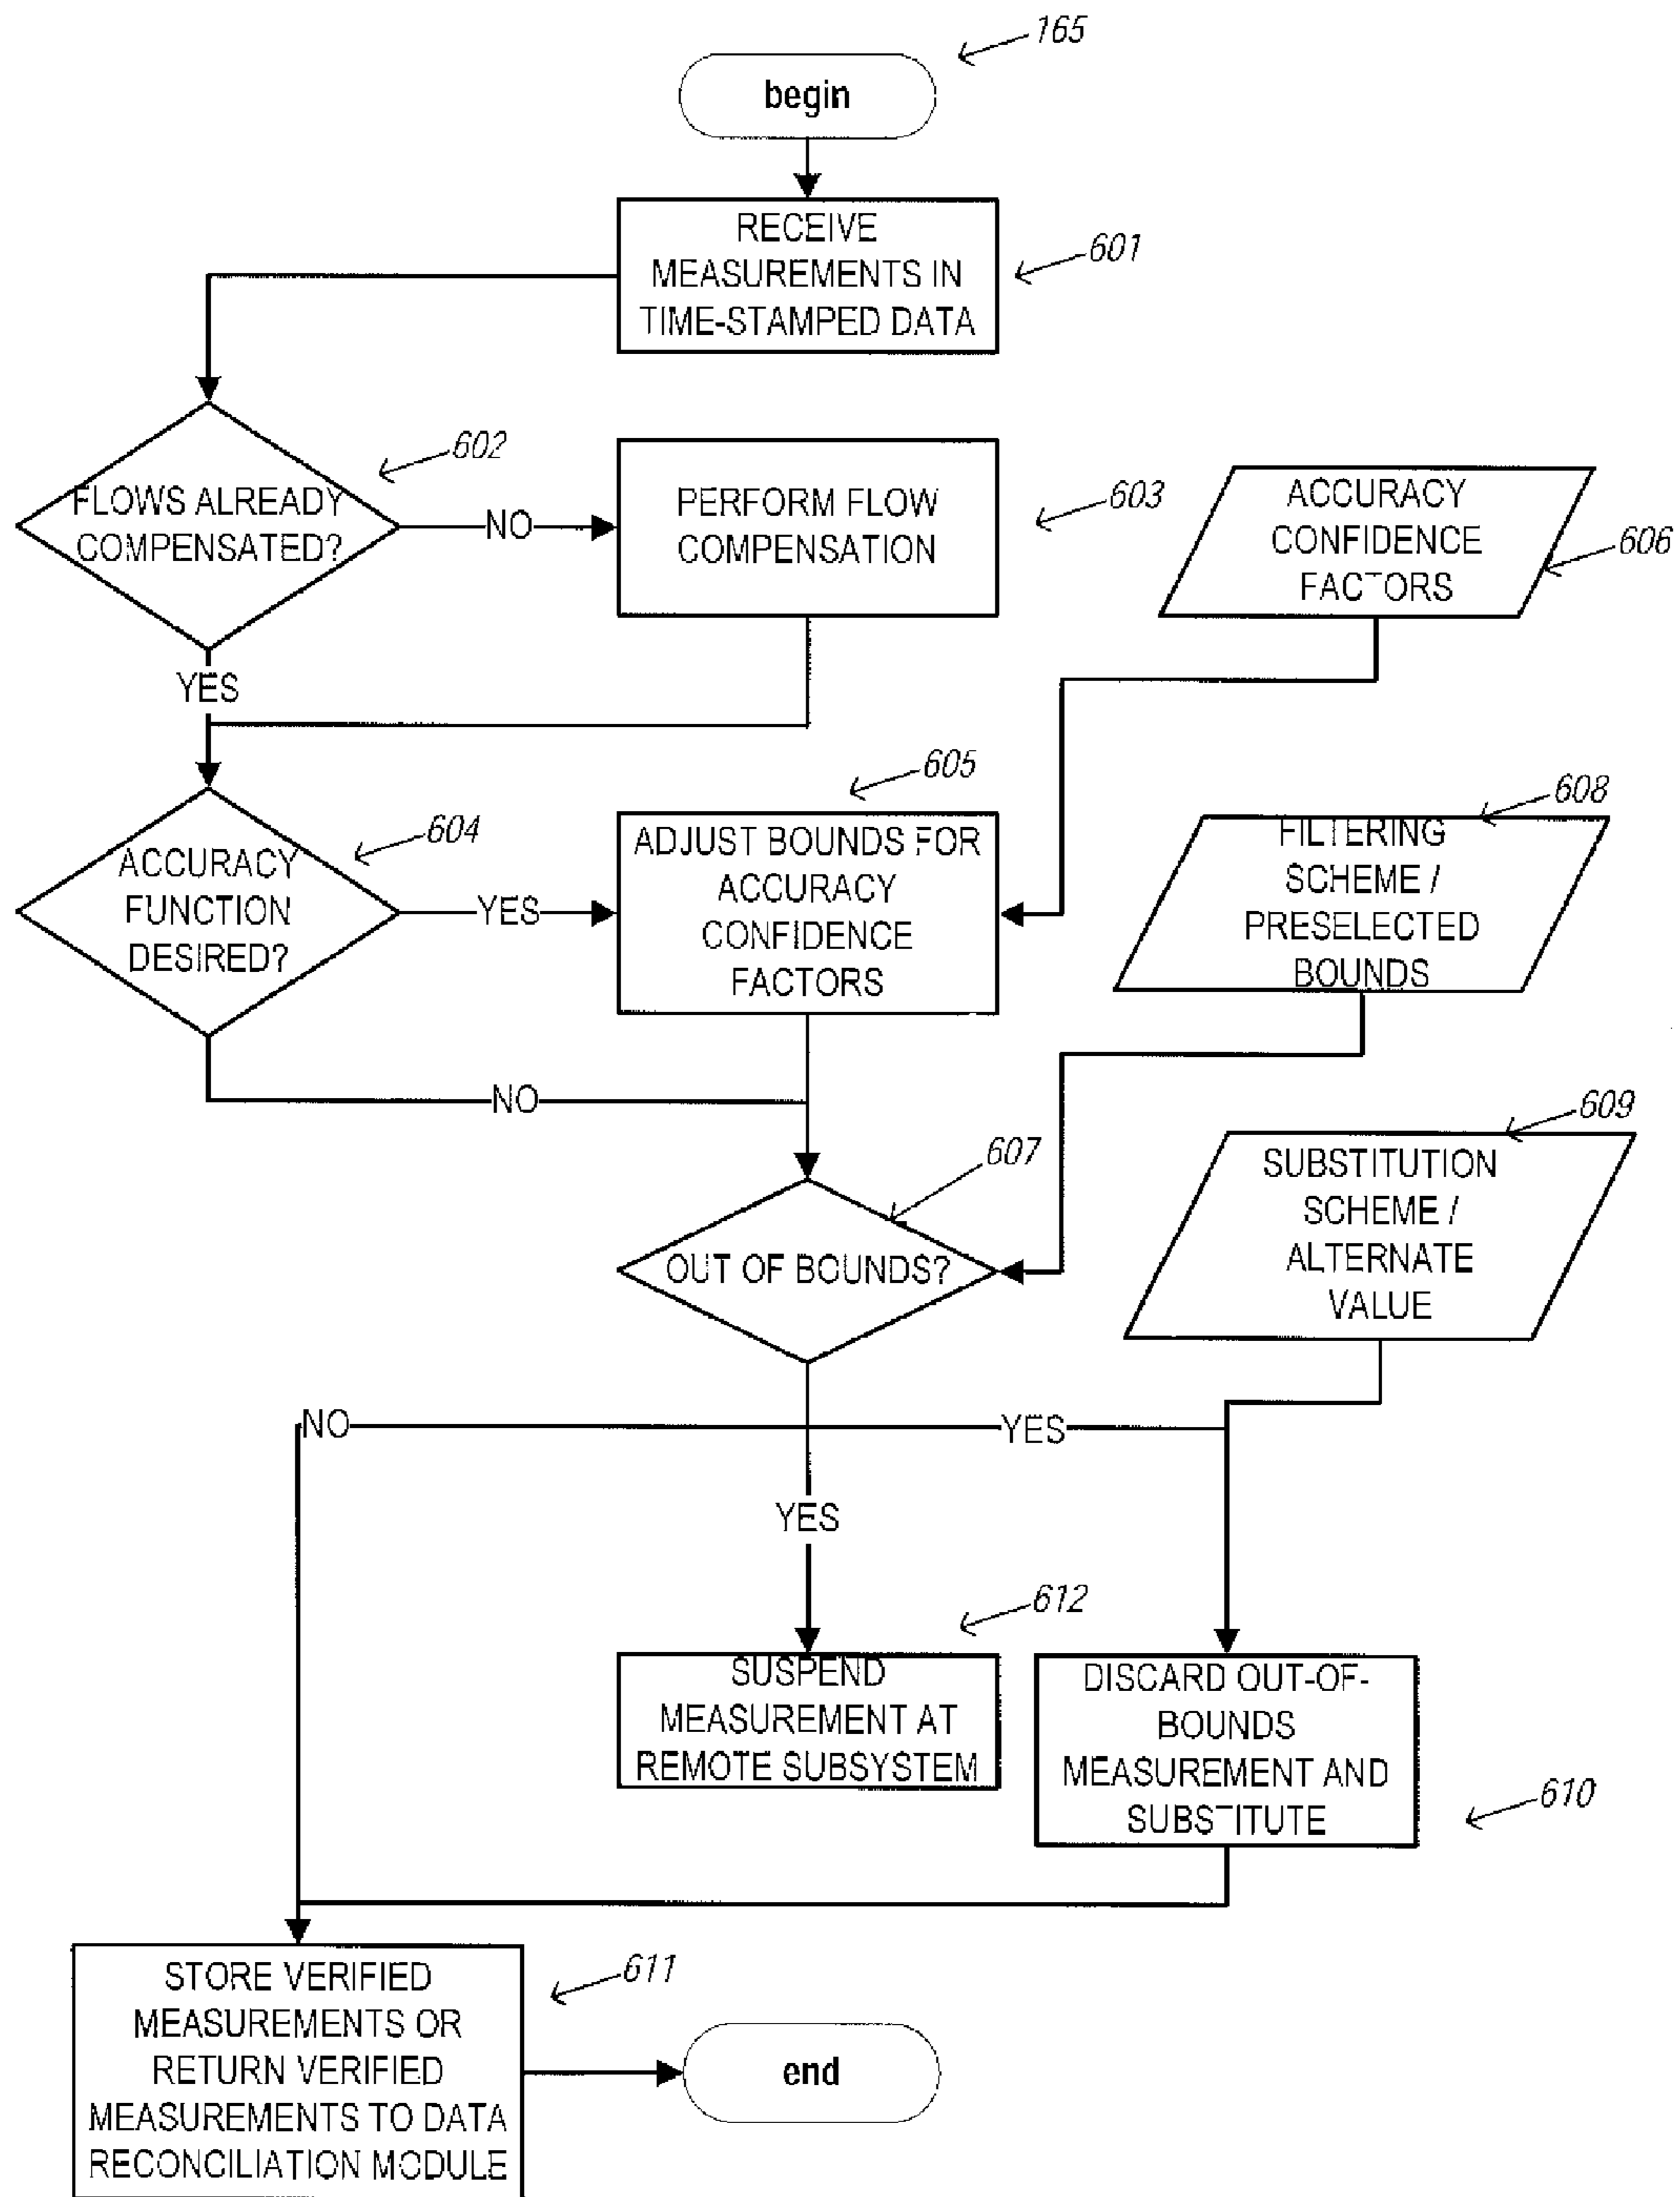 165
begin
RECEIVE
MEASUREMENTS IN
TIME-STAMPED DATA
601
602
FLOWS ALREADY
COMPENSATED?
NO
PERFORM FLOW
COMPENSATION
603
ACCURACY
CONFIDENCE
FACTORS
606
YES
605
604
ACCURACY
FUNCTION
DESIRED?
YES
ADJUST BOUNDS FOR
ACCURACY
CONFIDENCE
FACTORS
608
FILTERING
SCHEME /
PRESELECTED
BOUNDS
NO
609
607
OUT OF BOUNDS?
SUBSTITUTION
SCHEME /
ALTERNATE
VALUE
NO
YES
YES
612
SUSPEND
MEASUREMENT AT
REMOTE SUBSYSTEM
DISCARD OUT-OF-
BOUNDS
MEASUREMENT AND
SUBSTITUTE
610
STORE VERIFIED
MEASUREMENTS OR
RETURN VERIFIED
MEASUREMENTS TO DATA
RECONCILIATION MODULE
611
end